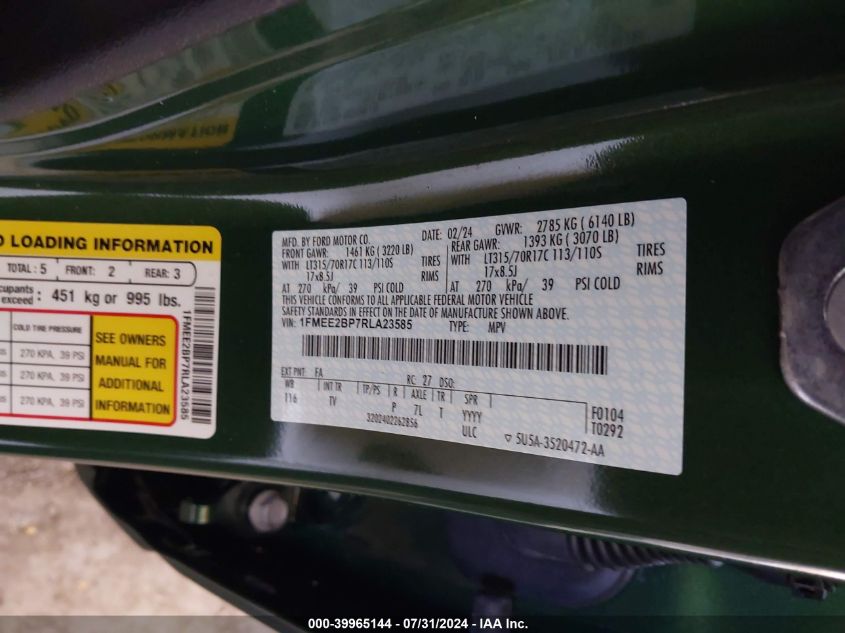 O LOADING INFORMATION
TOTAL : 5 FRONT: 2 REAR: 3
cupants exceed : 451 kg or 995 lbs.
COLD TIRE PRESSURE
270 KPA, 39 PSI
270 KPA, 39 PSI
270 KPA, 39 PSI
SEE OWNERS
MANUAL FOR
ADDITIONAL
INFORMATION
1FMEE2BP7RLA23585
MFD. BY FORD MOTOR CO. DATE: 02/24 GVWR: 2785 KG ( 6140 LB)
FRONT GAWR: 1461 KG ( 3220 LB) REAR GAWR: 1393 KG ( 3070 LB)
WITH LT315/70R17C 113/110S TIRES WITH LT315/70R17C 113/110S TIRES
17x8.5J RIMS 17x8.5J RIMS
AT 270 kPa/ 39 PSI COLD AT 270 kPa/ 39 PSI COLD
THIS VEHICLE CONFORMS TO ALL APPLICABLE FEDERAL MOTOR VEHICLE
SAFETY STANDARDS IN EFFECT ON THE DATE OF MANUFACTURE SHOWN ABOVE.
VIN: 1FMEE2BP7RLA23585 TYPE: MPV
EXT PNT: FA RC: 27 DSO:
WB INT TR TP/PS R AXLE TR SPR
116 TV P 7L T YYYY
F0104
T0292
3202402262856 ULC ▽ SU5A-3520472-AA
000-39965144 / 07/31/2024 - IAA Inc.